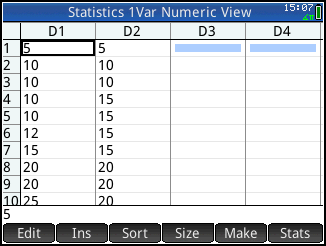 Statistics 1Var Numeric View 15:07
D1 D2 D3 D4
1 5 5
2 10 10
3 10 10
4 10 15
5 10 15
6 12 15
7 15 15
8 20 20
9 20 20
10 25 20
5
Edit Ins Sort Size Make Stats